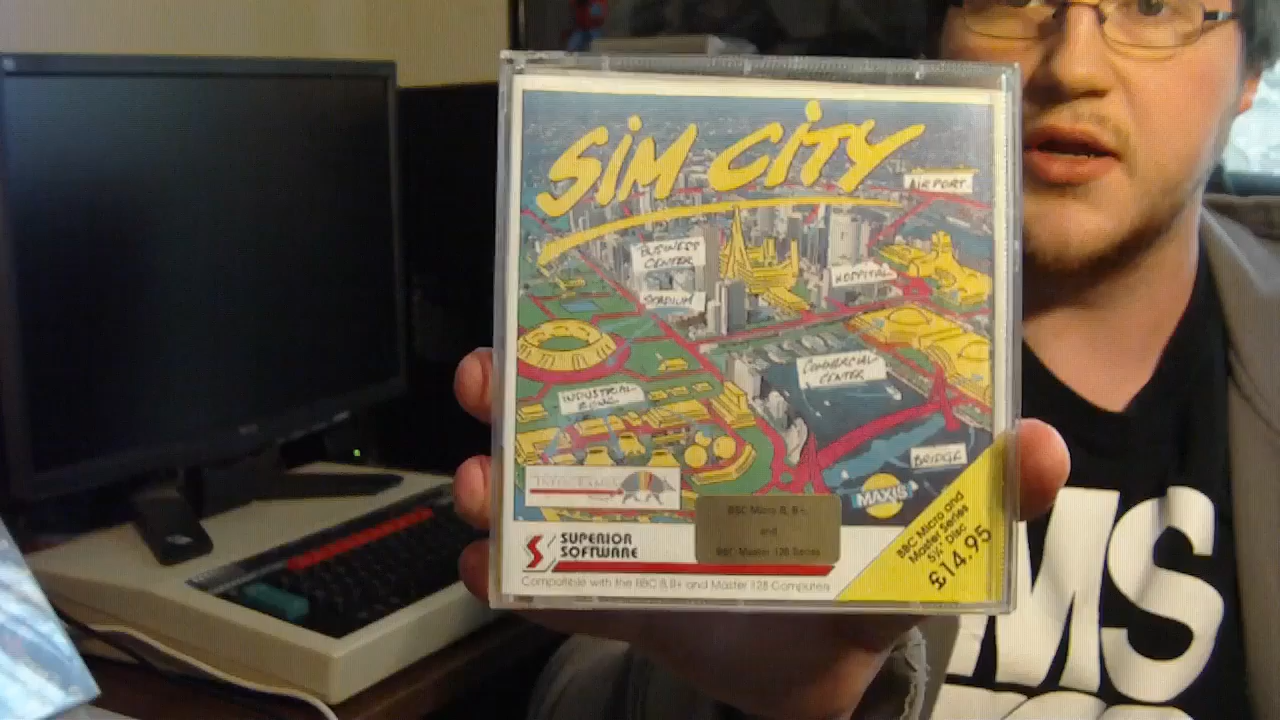 SIM CITY
AIRPORT
BUSINESS
CENTER
HOSPITAL
STADIUM
COMMERCIAL
CENTER
INDUSTRIAL
ZONE
BRIDGE
MAXIS
BBC Micro B, B+,
and
BBC Master 128 Series
SUPERIOR
SOFTWARE
BBC Micro and
Master Series
5¼" Disc
£14.95
Compatible with the BBC B, B+ and Master 128 Computers
MS